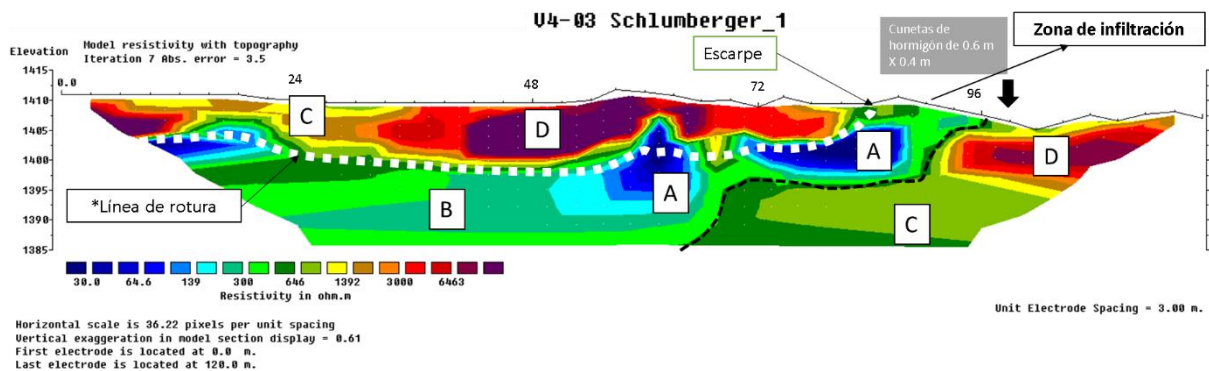 V4-03 Schlumberger_1
Elevation
Model resistivity with topography
Iteration 7 Abs. error = 3.5
Escarpe
Cunetas de
hormigón de 0.6 m
X 0.4 m
Zona de infiltración
1415
1410
1405
1400
1395
1390
1385
0.0
24
48
72
96
C
D
A
D
A
B
C
*Línea de rotura
30.0 64.6 139 300 646 1392 3000 6463
Resistivity in ohm.m
Unit Electrode Spacing = 3.00 m.
Horizontal scale is 36.22 pixels per unit spacing
Vertical exaggeration in model section display = 0.61
First electrode is located at 0.0 m.
Last electrode is located at 120.0 m.